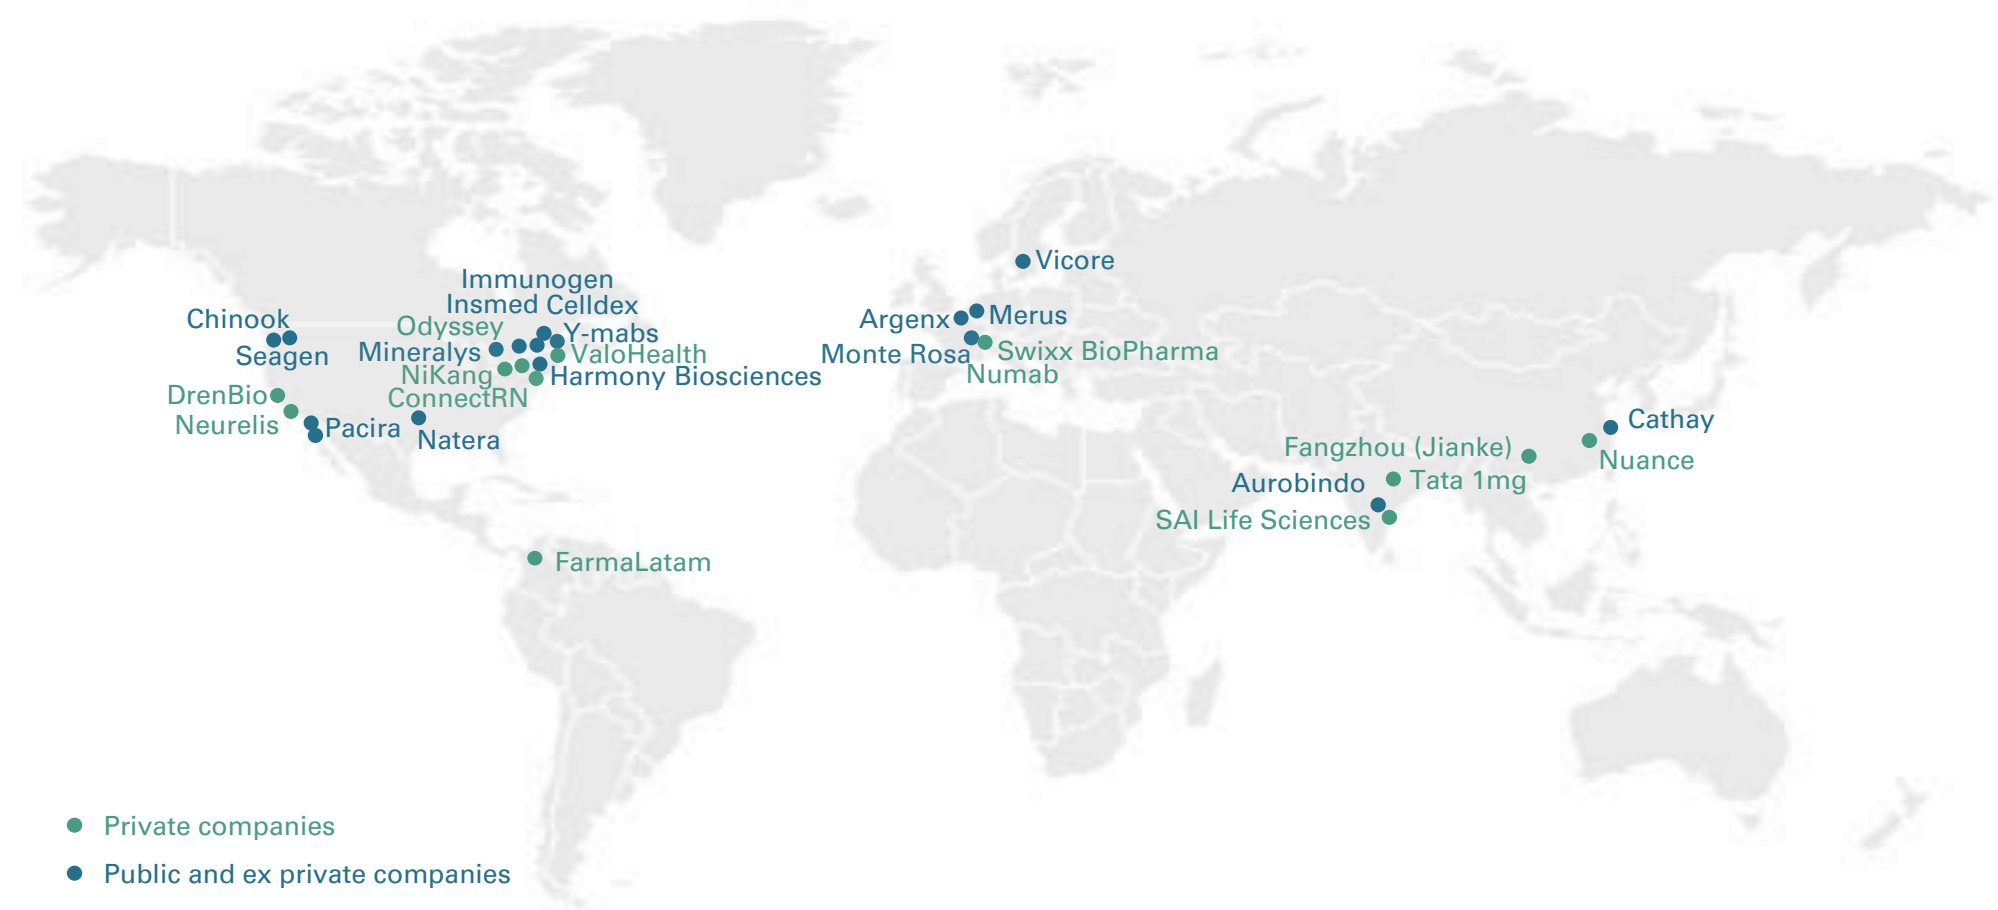 Immunogen
Insmed Celldex
Chinook
Seagen
Odyssey
Y-mabs
Mineralys
ValoHealth
NiKang
Harmony Biosciences
ConnectRN
DrenBio
Neurelis
Pacira
Natera
FarmaLatam
Vicore
Argenx
Merus
Monte Rosa
Swixx BioPharma
Numab
Cathay
Fangzhou (Jianke)
Nuance
Aurobindo
Tata 1mg
SAI Life Sciences
Private companies
Public and ex private companies